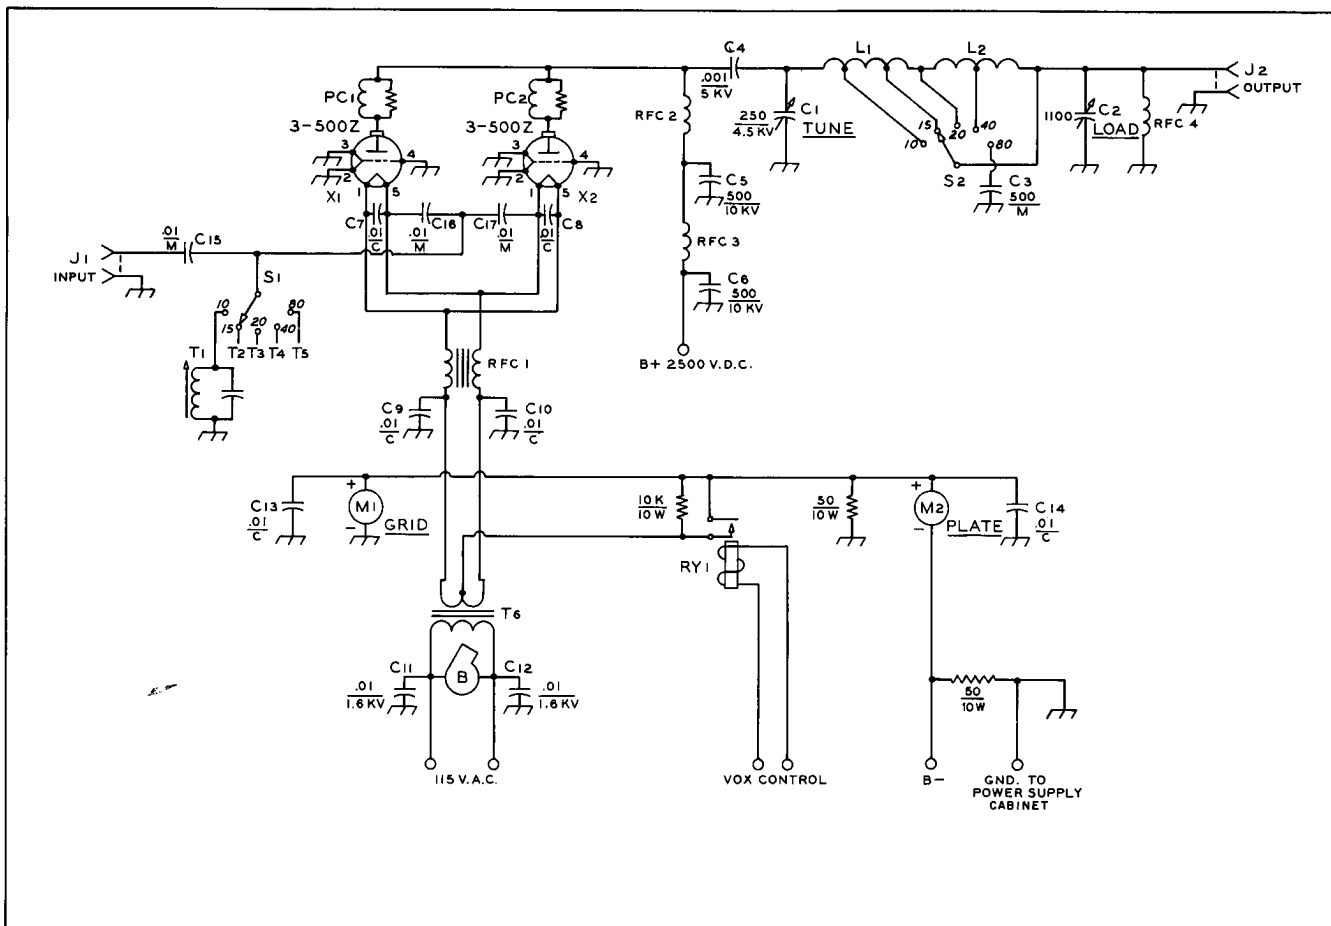 L1
L2
C4
.001
5 KV
J2
OUTPUT
PC1
PC2
3-500Z
3-500Z
RFC2
250
4.5 KV
C1
TUNE
1100
C2
LOAD
RFC 4
10
15
20
40
80
S2
C3
500
M
3
4
2
1
5
X1
3
4
2
1
5
X2
C5
500
10 KV
C7
.01
C
C16
.01
M
C17
.01
M
C8
.01
C
RFC 3
.01
M
C15
J1
INPUT
S1
C6
500
10 KV
10
15
20
40
80
T1
T2
T3
T4
T5
RFC 1
B+ 2500 V.D.C.
C9
.01
C
C10
.01
C
C13
.01
C
+
M1
-
GRID
10K
10W
50
10W
+
M2
-
PLATE
C14
.01
C
RY1
T6
C11
.01
1.6 KV
B
C12
.01
1.6 KV
50
10W
115 V.A.C.
VOX CONTROL
B-
GND. TO
POWER SUPPLY
CABINET